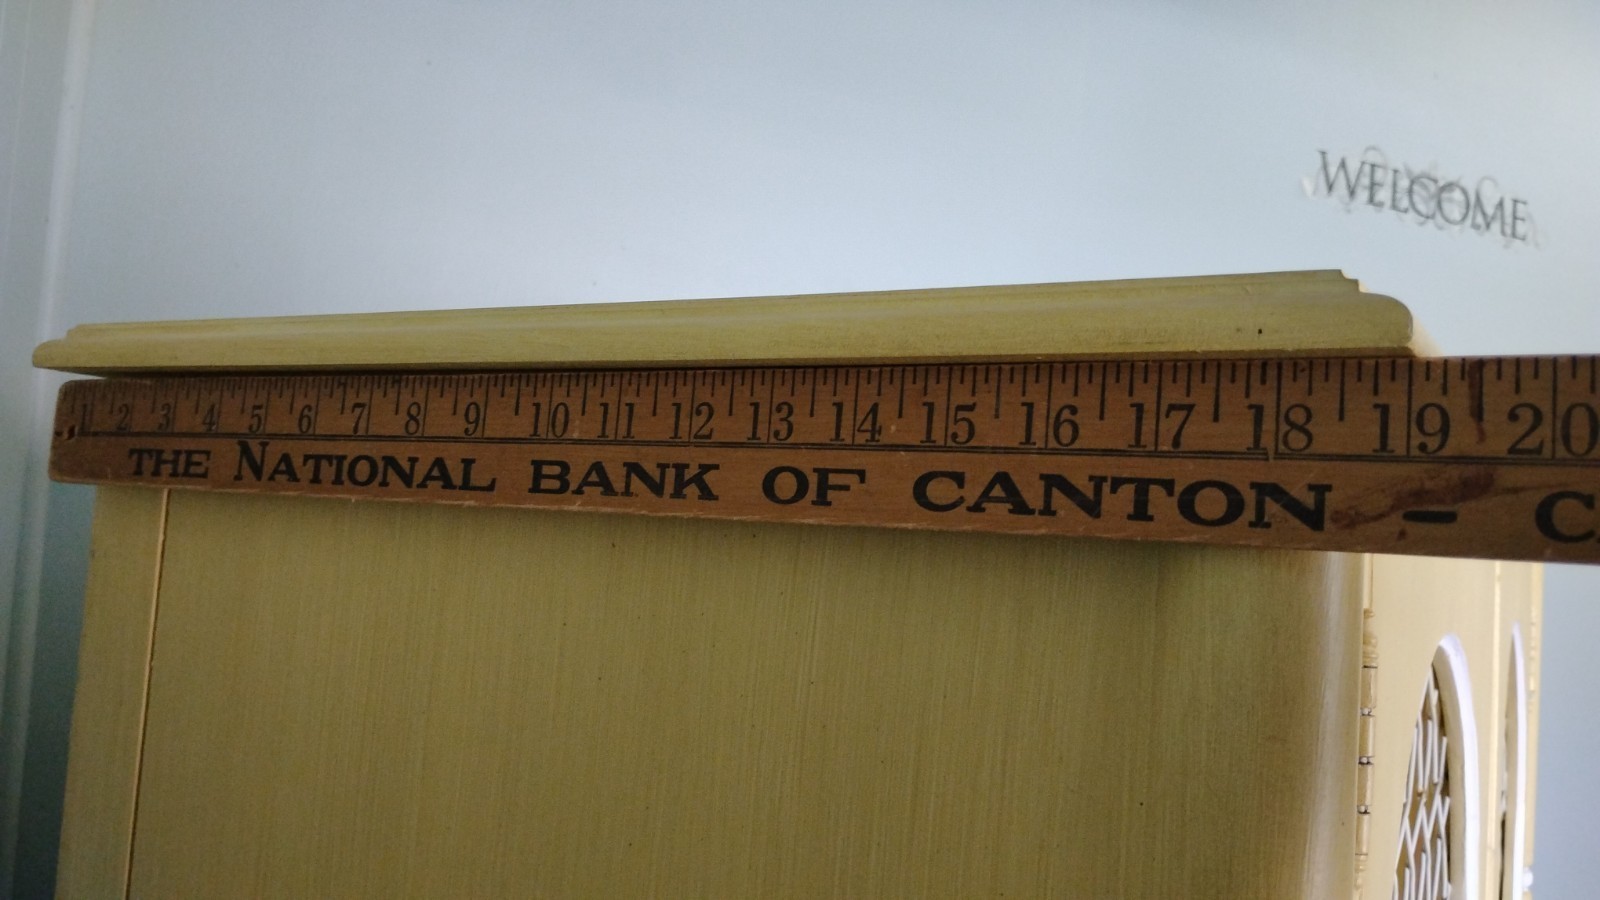 WELCOME
1 2 3 4 5 6 7 8 9 10 11 12 13 14 15 16 17 18 19 20
THE NATIONAL BANK OF CANTON - C